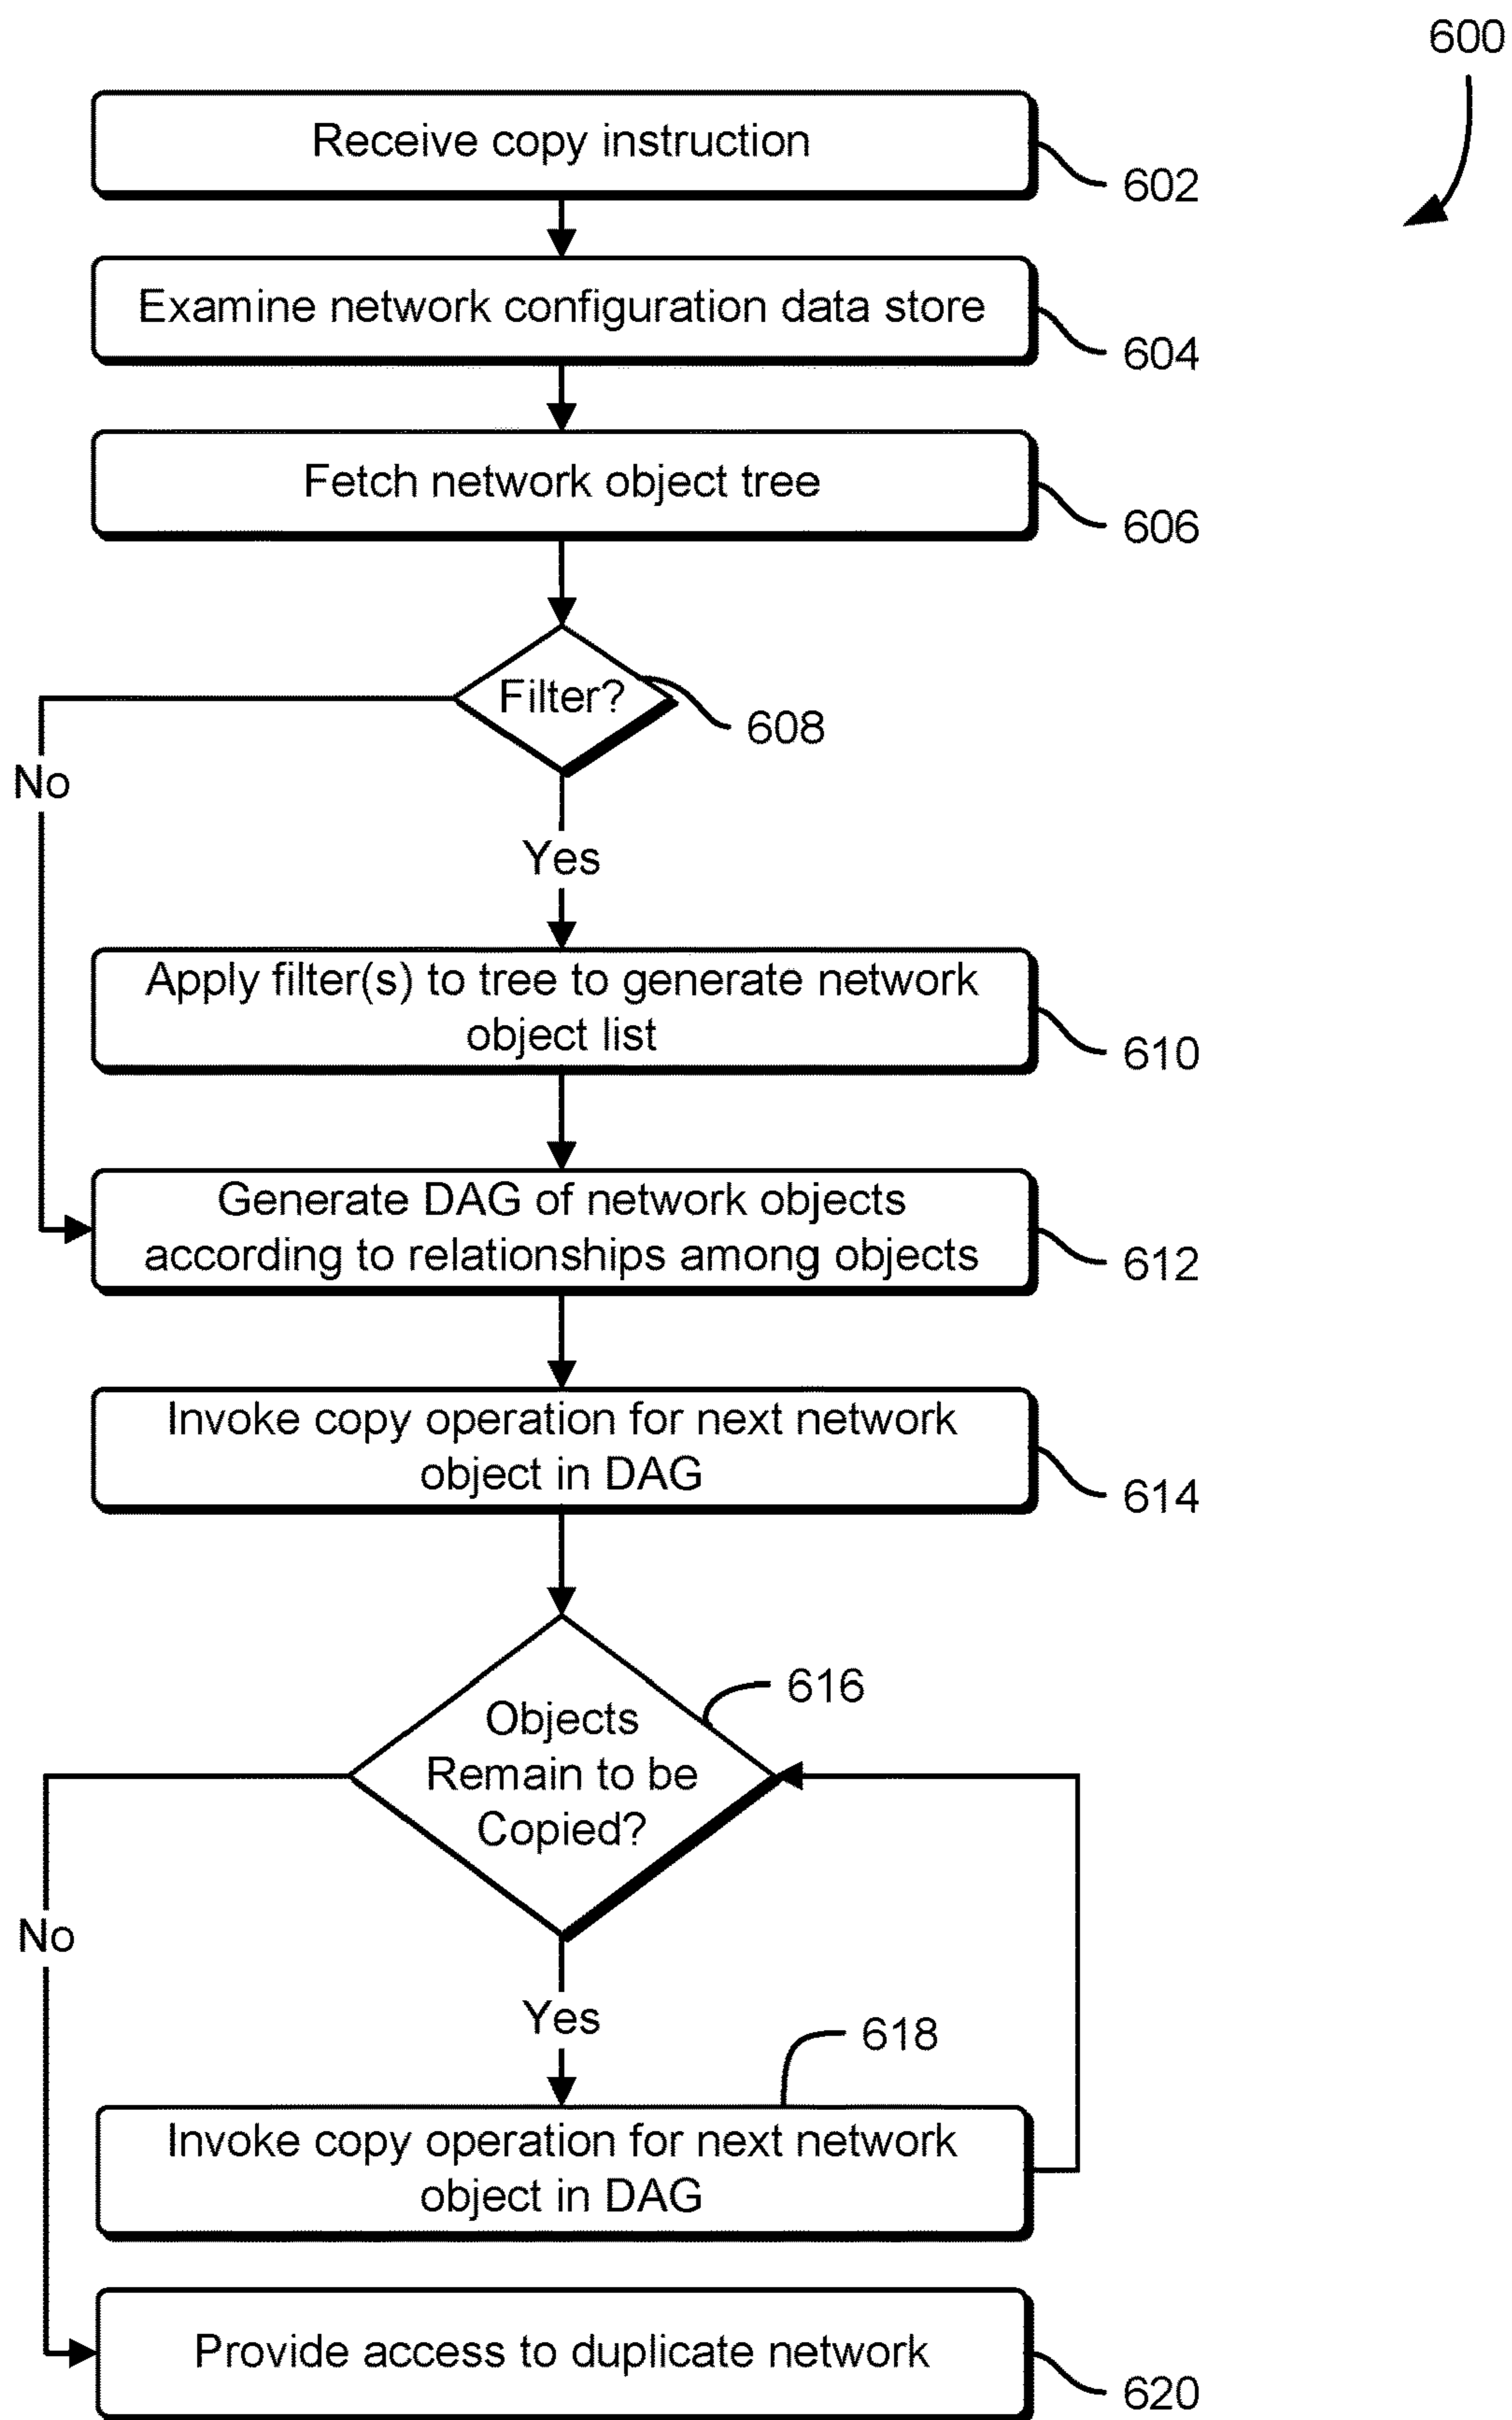 600
Receive copy instruction
602
Examine network configuration data store
604
Fetch network object tree
606
Filter?
608
No
Yes
Apply filter(s) to tree to generate network
object list
610
Generate DAG of network objects
according to relationships among objects
612
Invoke copy operation for next network
object in DAG
614
616
Objects
Remain to be
Copied?
No
Yes
618
Invoke copy operation for next network
object in DAG
Provide access to duplicate network
620